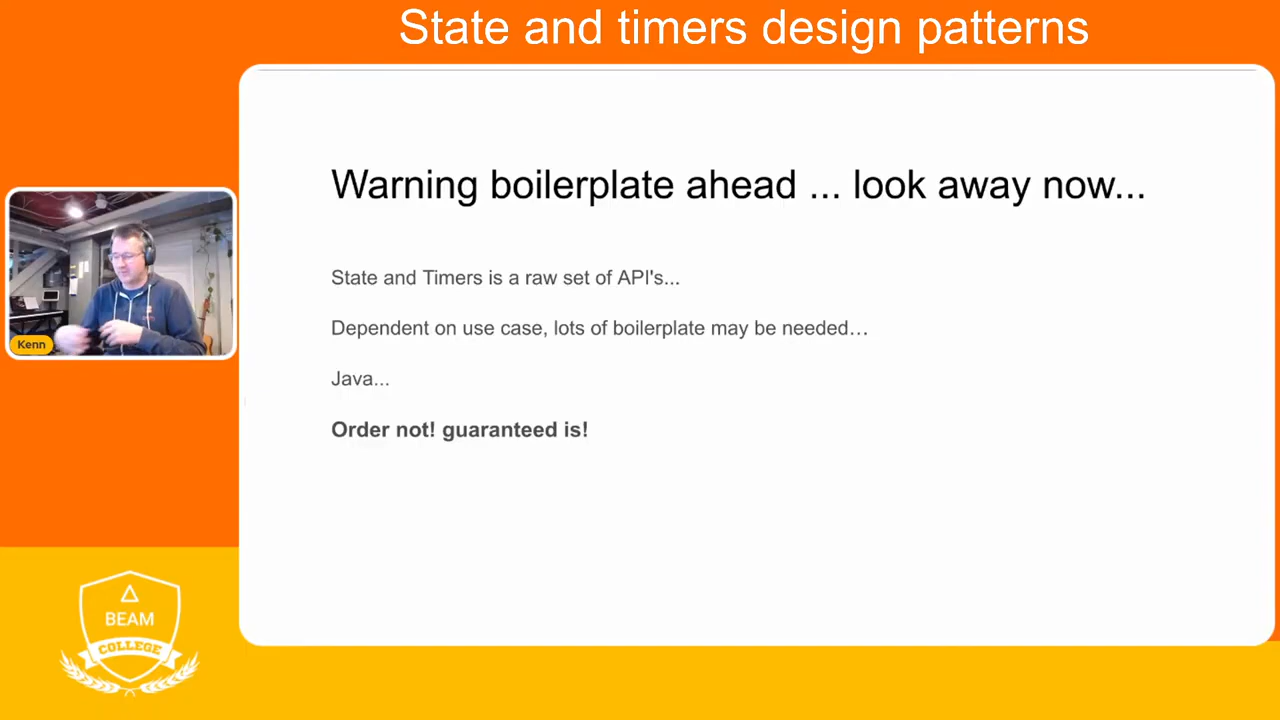 State and timers design patterns
Warning boilerplate ahead ... look away now...
State and Timers is a raw set of API's...
Dependent on use case, lots of boilerplate may be needed…
Java...
Order not! guaranteed is!
Kenn
BEAM
COLLEGE